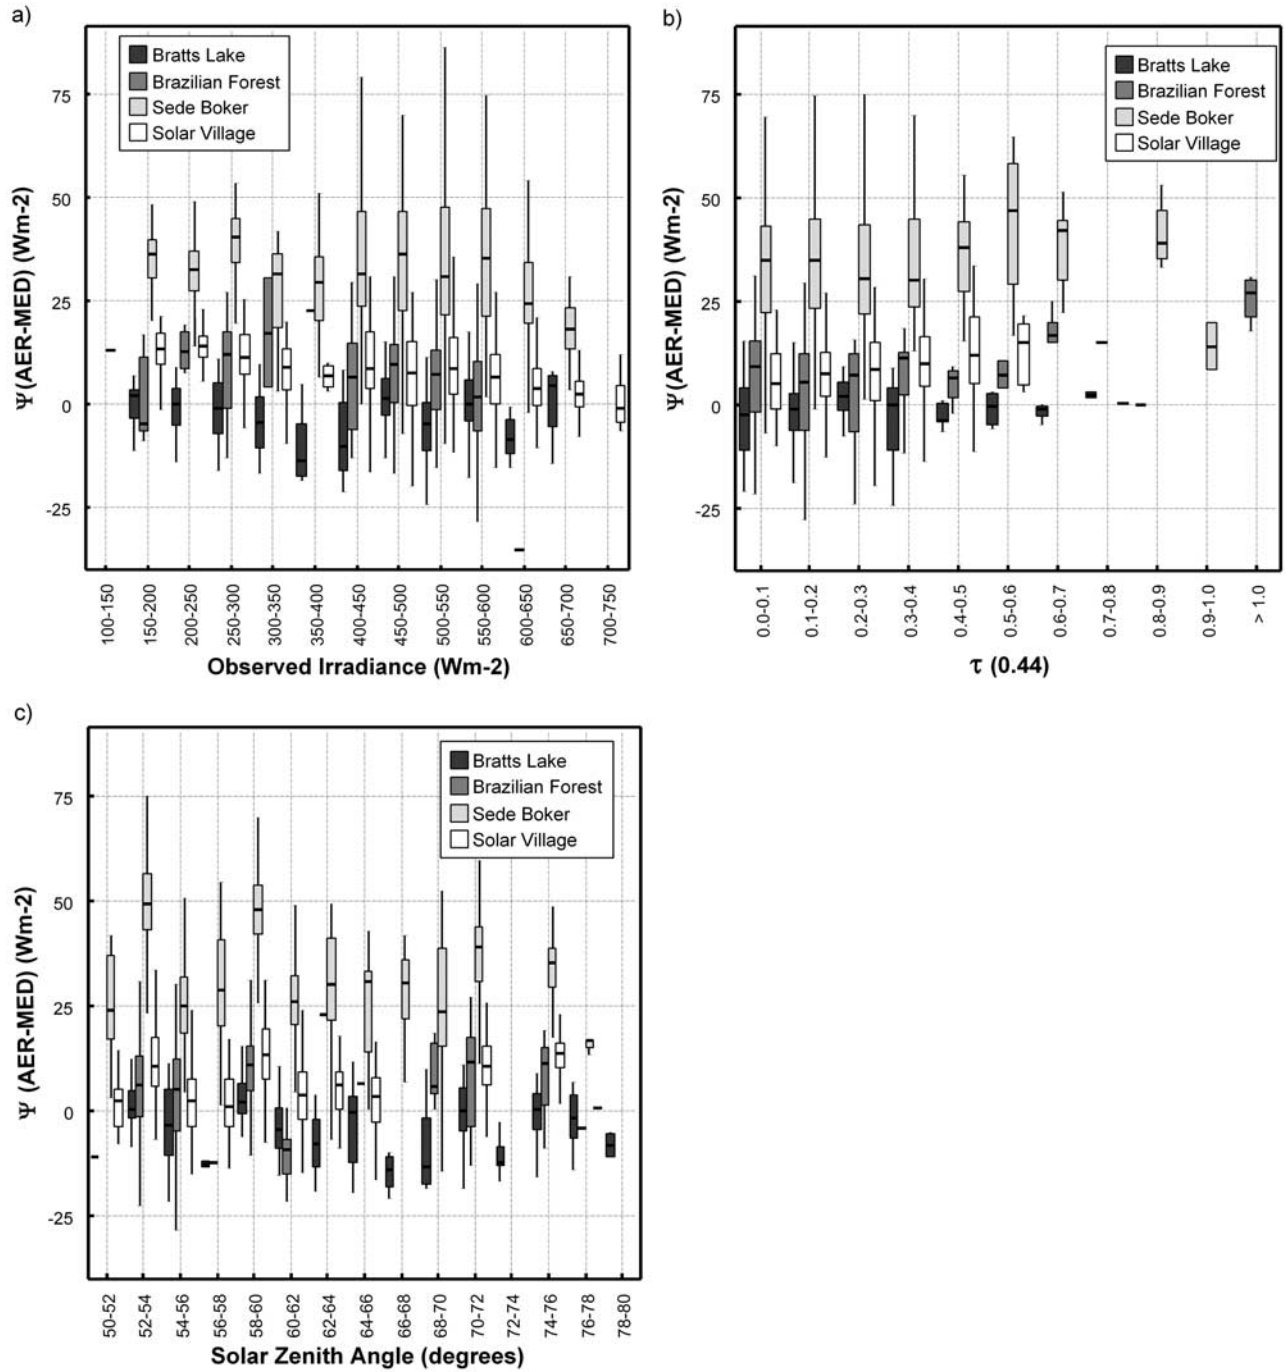 a)
Bratts Lake
Brazilian Forest
Sede Boker
Solar Village
Ψ(AER-MED) (Wm-2)
75
50
25
0
-25
100-150
150-200
200-250
250-300
300-350
350-400
400-450
450-500
500-550
550-600
600-650
650-700
700-750
Observed Irradiance (Wm-2)
b)
Bratts Lake
Brazilian Forest
Sede Boker
Solar Village
Ψ(AER-MED) (Wm-2)
75
50
25
0
-25
0.0-0.1
0.1-0.2
0.2-0.3
0.3-0.4
0.4-0.5
0.5-0.6
0.6-0.7
0.7-0.8
0.8-0.9
0.9-1.0
> 1.0
τ (0.44)
c)
Bratts Lake
Brazilian Forest
Sede Boker
Solar Village
Ψ (AER-MED) (Wm-2)
75
50
25
0
-25
50-52
52-54
54-56
56-58
58-60
60-62
62-64
64-66
66-68
68-70
70-72
72-74
74-76
76-78
78-80
Solar Zenith Angle (degrees)